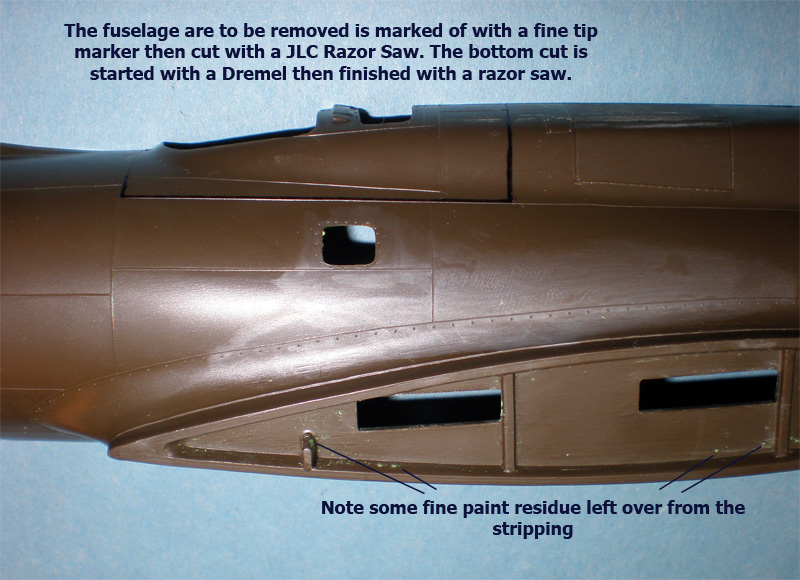 The fuselage are to be removed is marked of with a fine tip
marker then cut with a JLC Razor Saw. The bottom cut is
started with a Dremel then finished with a razor saw.
Note some fine paint residue left over from the
stripping